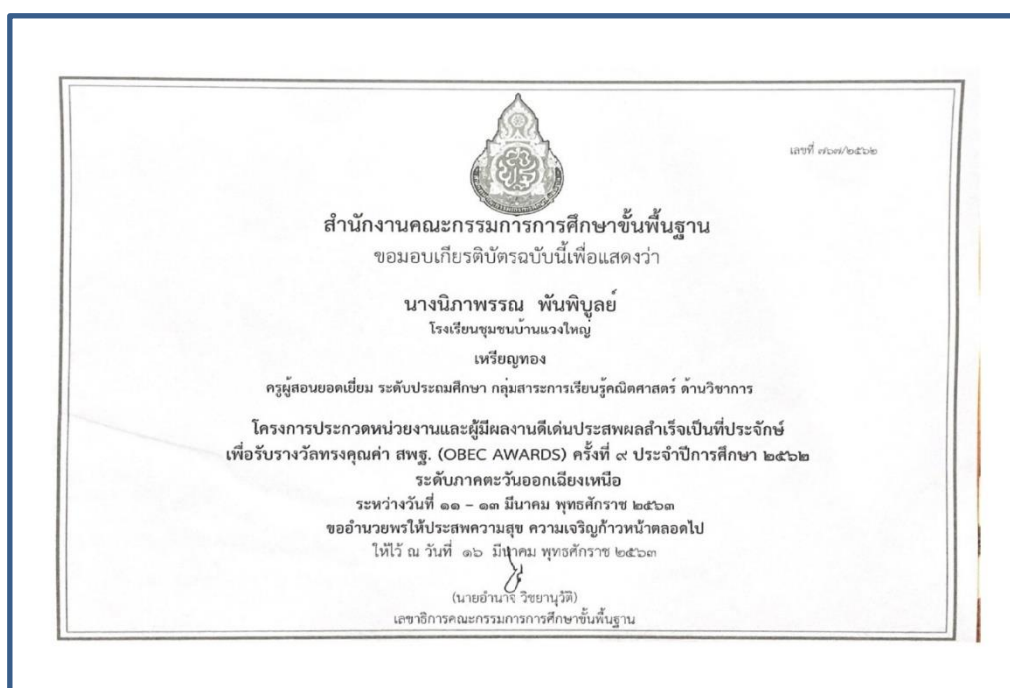 เลขที่ ๗๖๗/๒๕๖๒
สำนักงานคณะกรรมการการศึกษาขั้นพื้นฐาน
ขอมอบเกียรติบัตรฉบับนี้เพื่อแสดงว่า
นางนิภาพรรณ พันพิบูลย์
โรงเรียนชุมชนบ้านแวงใหญ่
เหรียญทอง
ครูผู้สอนยอดเยี่ยม ระดับประถมศึกษา กลุ่มสาระการเรียนรู้คณิตศาสตร์ ด้านวิชาการ
โครงการประกวดหน่วยงานและผู้มีผลงานดีเด่นประสพผลสำเร็จเป็นที่ประจักษ์
เพื่อรับรางวัลทรงคุณค่า สพฐ. (OBEC AWARDS) ครั้งที่ ๙ ประจำปีการศึกษา ๒๕๖๒
ระดับภาคตะวันออกเฉียงเหนือ
ระหว่างวันที่ ๑๑ - ๑๓ มีนาคม พุทธศักราช ๒๕๖๓
ขออำนวยพรให้ประสพความสุข ความเจริญก้าวหน้าตลอดไป
ให้ไว้ ณ วันที่ ๑๖ มีนาคม พุทธศักราช ๒๕๖๓
(นายอำนาจ วิชยานุวัติ)
เลขาธิการคณะกรรมการการศึกษาขั้นพื้นฐาน